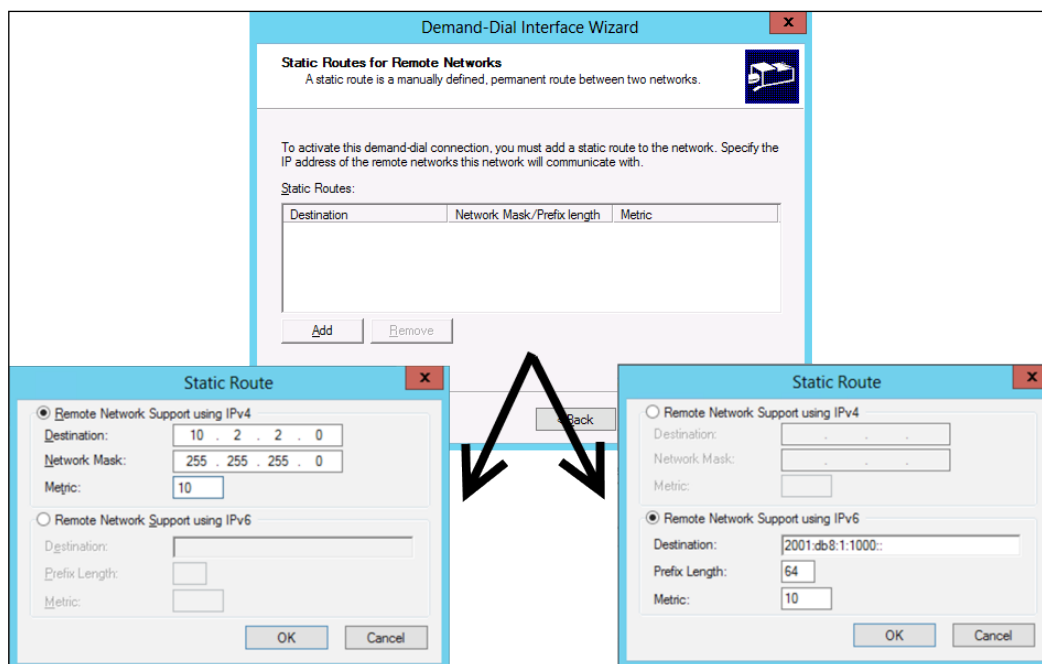 Demand-Dial Interface Wizard
x
Static Routes for Remote Networks
A static route is a manually defined, permanent route between two networks.
To activate this demand-dial connection, you must add a static route to the network. Specify the
IP address of the remote networks this network will communicate with.
Static Routes:
Destination Network Mask/Prefix length Metric
Add Remove
Back
Static Route
x
Remote Network Support using IPv4
Destination: 10 . 2 . 2 . 0
Network Mask: 255 . 255 . 255 . 0
Metric: 10
Remote Network Support using IPv6
Destination:
Prefix Length:
Metric:
OK Cancel
Static Route
x
Remote Network Support using IPv4
Destination: . . .
Network Mask: . . .
Metric:
Remote Network Support using IPv6
Destination: 2001:db8:1:1000::
Prefix Length: 64
Metric: 10
OK Cancel